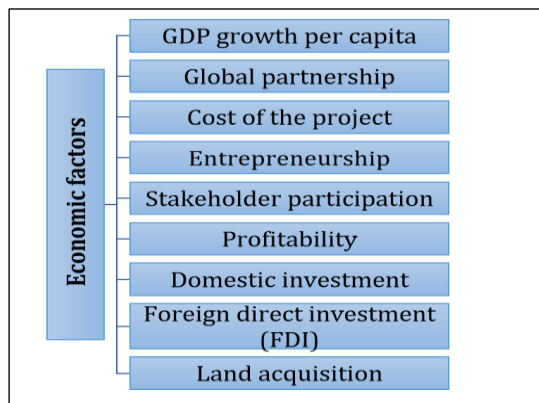 Economic factors
GDP growth per capita
Global partnership
Cost of the project
Entrepreneurship
Stakeholder participation
Profitability
Domestic investment
Foreign direct investment
(FDI)
Land acquisition